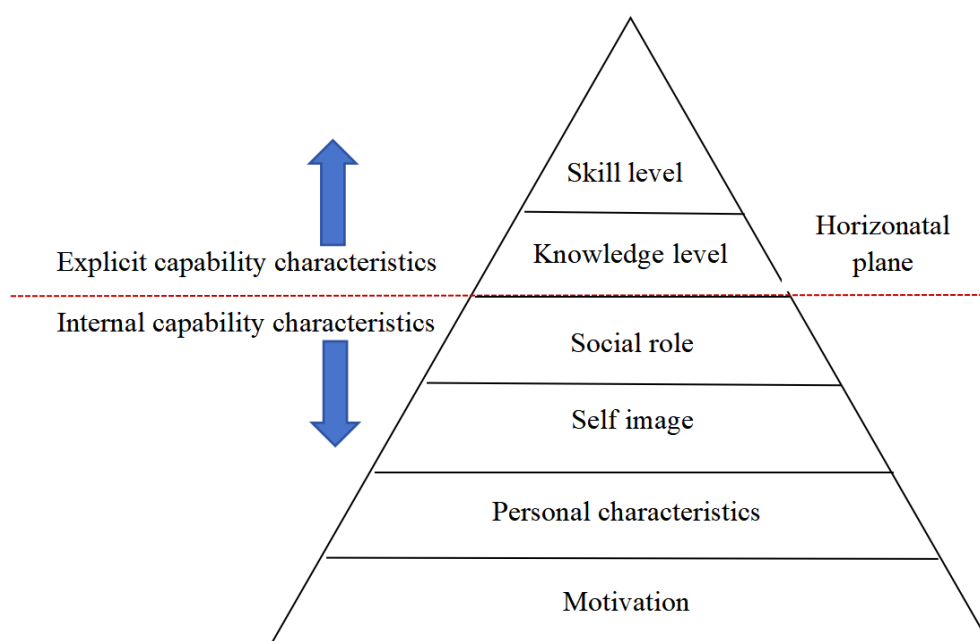 Skill level
Knowledge level
Horizonatal
plane
Explicit capability characteristics
Internal capability characteristics
Social role
Self image
Personal characteristics
Motivation